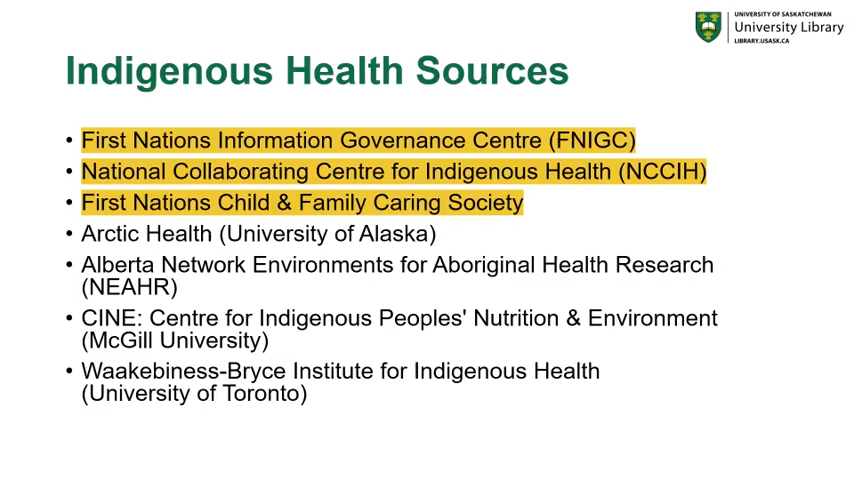 UNIVERSITY OF SASKATCHEWAN
University Library
LIBRARY.USASK.CA
Indigenous Health Sources
• First Nations Information Governance Centre (FNIGC)
• National Collaborating Centre for Indigenous Health (NCCIH)
• First Nations Child & Family Caring Society
• Arctic Health (University of Alaska)
• Alberta Network Environments for Aboriginal Health Research
(NEAHR)
• CINE: Centre for Indigenous Peoples' Nutrition & Environment
(McGill University)
• Waakebiness-Bryce Institute for Indigenous Health
(University of Toronto)